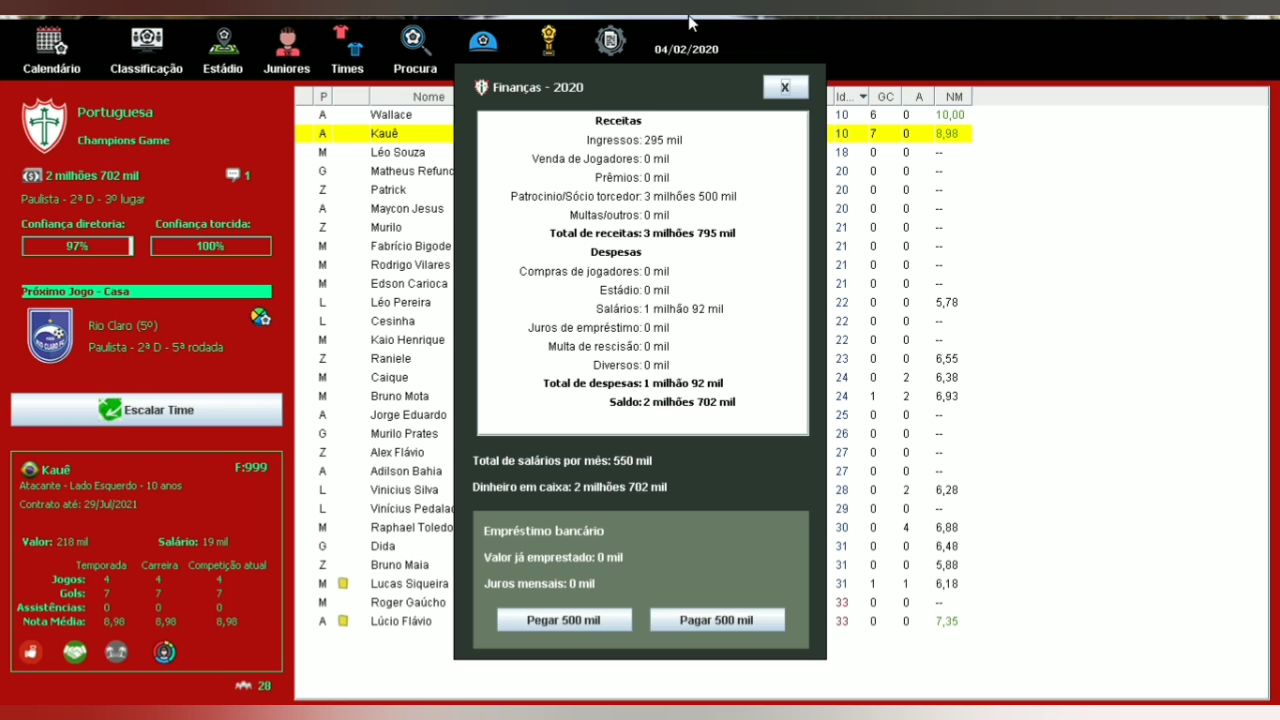 Calendário
Classificação
Estádio
Juniores
Times
Procura
04/02/2020
Portuguesa
Champions Game
2 milhões 702 mil
1
Paulista - 2ª D - 3º lugar
Confiança diretoria:
Confiança torcida:
97%
100%
Próximo Jogo - Casa
Rio Claro (5º)
Paulista - 2ª D - 5ª rodada
Escalar Time
Kauê
F:999
Atacante - Lado Esquerdo - 10 anos
Contrato até: 29/Jul/2021
Valor: 218 mil
Salário: 19 mil
Temporada Carreira Competição atual
Jogos: 4 4 4
Gols: 7 7 7
Assistências: 0 0 0
Nota Média: 8,98 8,98 8,98
28
P Nome Id... GC A NM
A Wallace 10 6 0 10,00
A Kauê 10 7 0 8,98
M Léo Souza 18 0 0 --
G Matheus Refunc 20 0 0 --
Z Patrick 20 0 0 --
A Maycon Jesus 20 0 0 --
Z Murilo 21 0 0 --
M Fabrício Bigode 21 0 0 --
M Rodrigo Vilares 21 0 0 --
M Edson Carioca 21 0 0 --
L Léo Pereira 22 0 0 5,78
L Cesinha 22 0 0 --
M Kaio Henrique 22 0 0 --
Z Raniele 23 0 0 6,55
M Caique 24 0 2 6,38
M Bruno Mota 24 1 2 6,93
A Jorge Eduardo 25 0 0 --
G Murilo Prates 26 0 0 --
Z Alex Flávio 27 0 0 --
A Adilson Bahia 27 0 0 --
L Vinicius Silva 28 0 2 6,28
L Vinícius Pedalad 29 0 0 --
M Raphael Toledo 30 0 4 6,88
G Dida 31 0 0 6,48
Z Bruno Maia 31 0 0 5,88
M Lucas Siqueira 31 1 1 6,18
M Roger Gaúcho 33 0 0 --
A Lúcio Flávio 33 0 0 7,35
Finanças - 2020
X
Receitas
Ingressos: 295 mil
Venda de Jogadores: 0 mil
Prêmios: 0 mil
Patrocinio/Sócio torcedor: 3 milhões 500 mil
Multas/outros: 0 mil
Total de receitas: 3 milhões 795 mil
Despesas
Compras de jogadores: 0 mil
Estádio: 0 mil
Salários: 1 milhão 92 mil
Juros de empréstimo: 0 mil
Multa de rescisão: 0 mil
Diversos: 0 mil
Total de despesas: 1 milhão 92 mil
Saldo: 2 milhões 702 mil
Total de salários por mês: 550 mil
Dinheiro em caixa: 2 milhões 702 mil
Empréstimo bancário
Valor já emprestado: 0 mil
Juros mensais: 0 mil
Pegar 500 mil
Pagar 500 mil